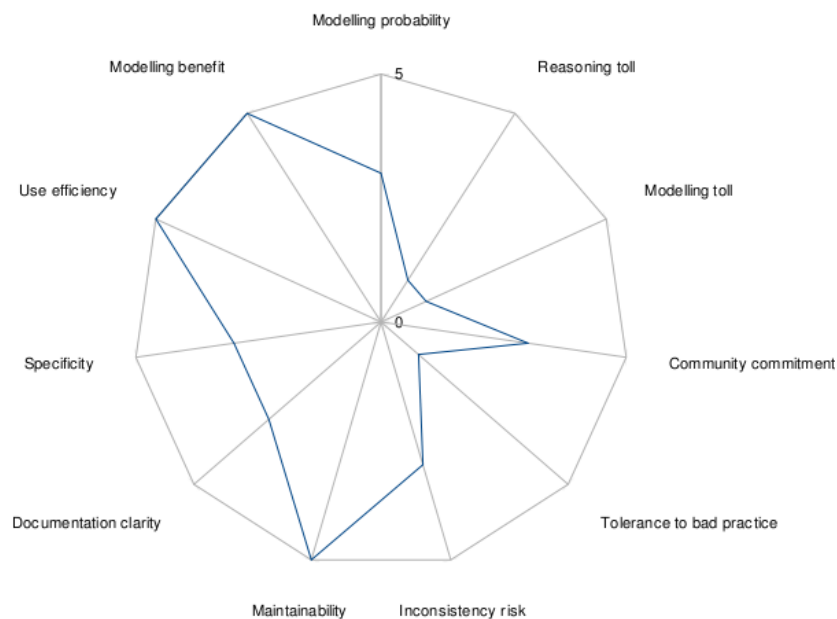 Modelling probability
Modelling benefit
Reasoning toll
5
Use efficiency
Modelling toll
0
Specificity
Community commitment
Documentation clarity
Tolerance to bad practice
Maintainability
Inconsistency risk